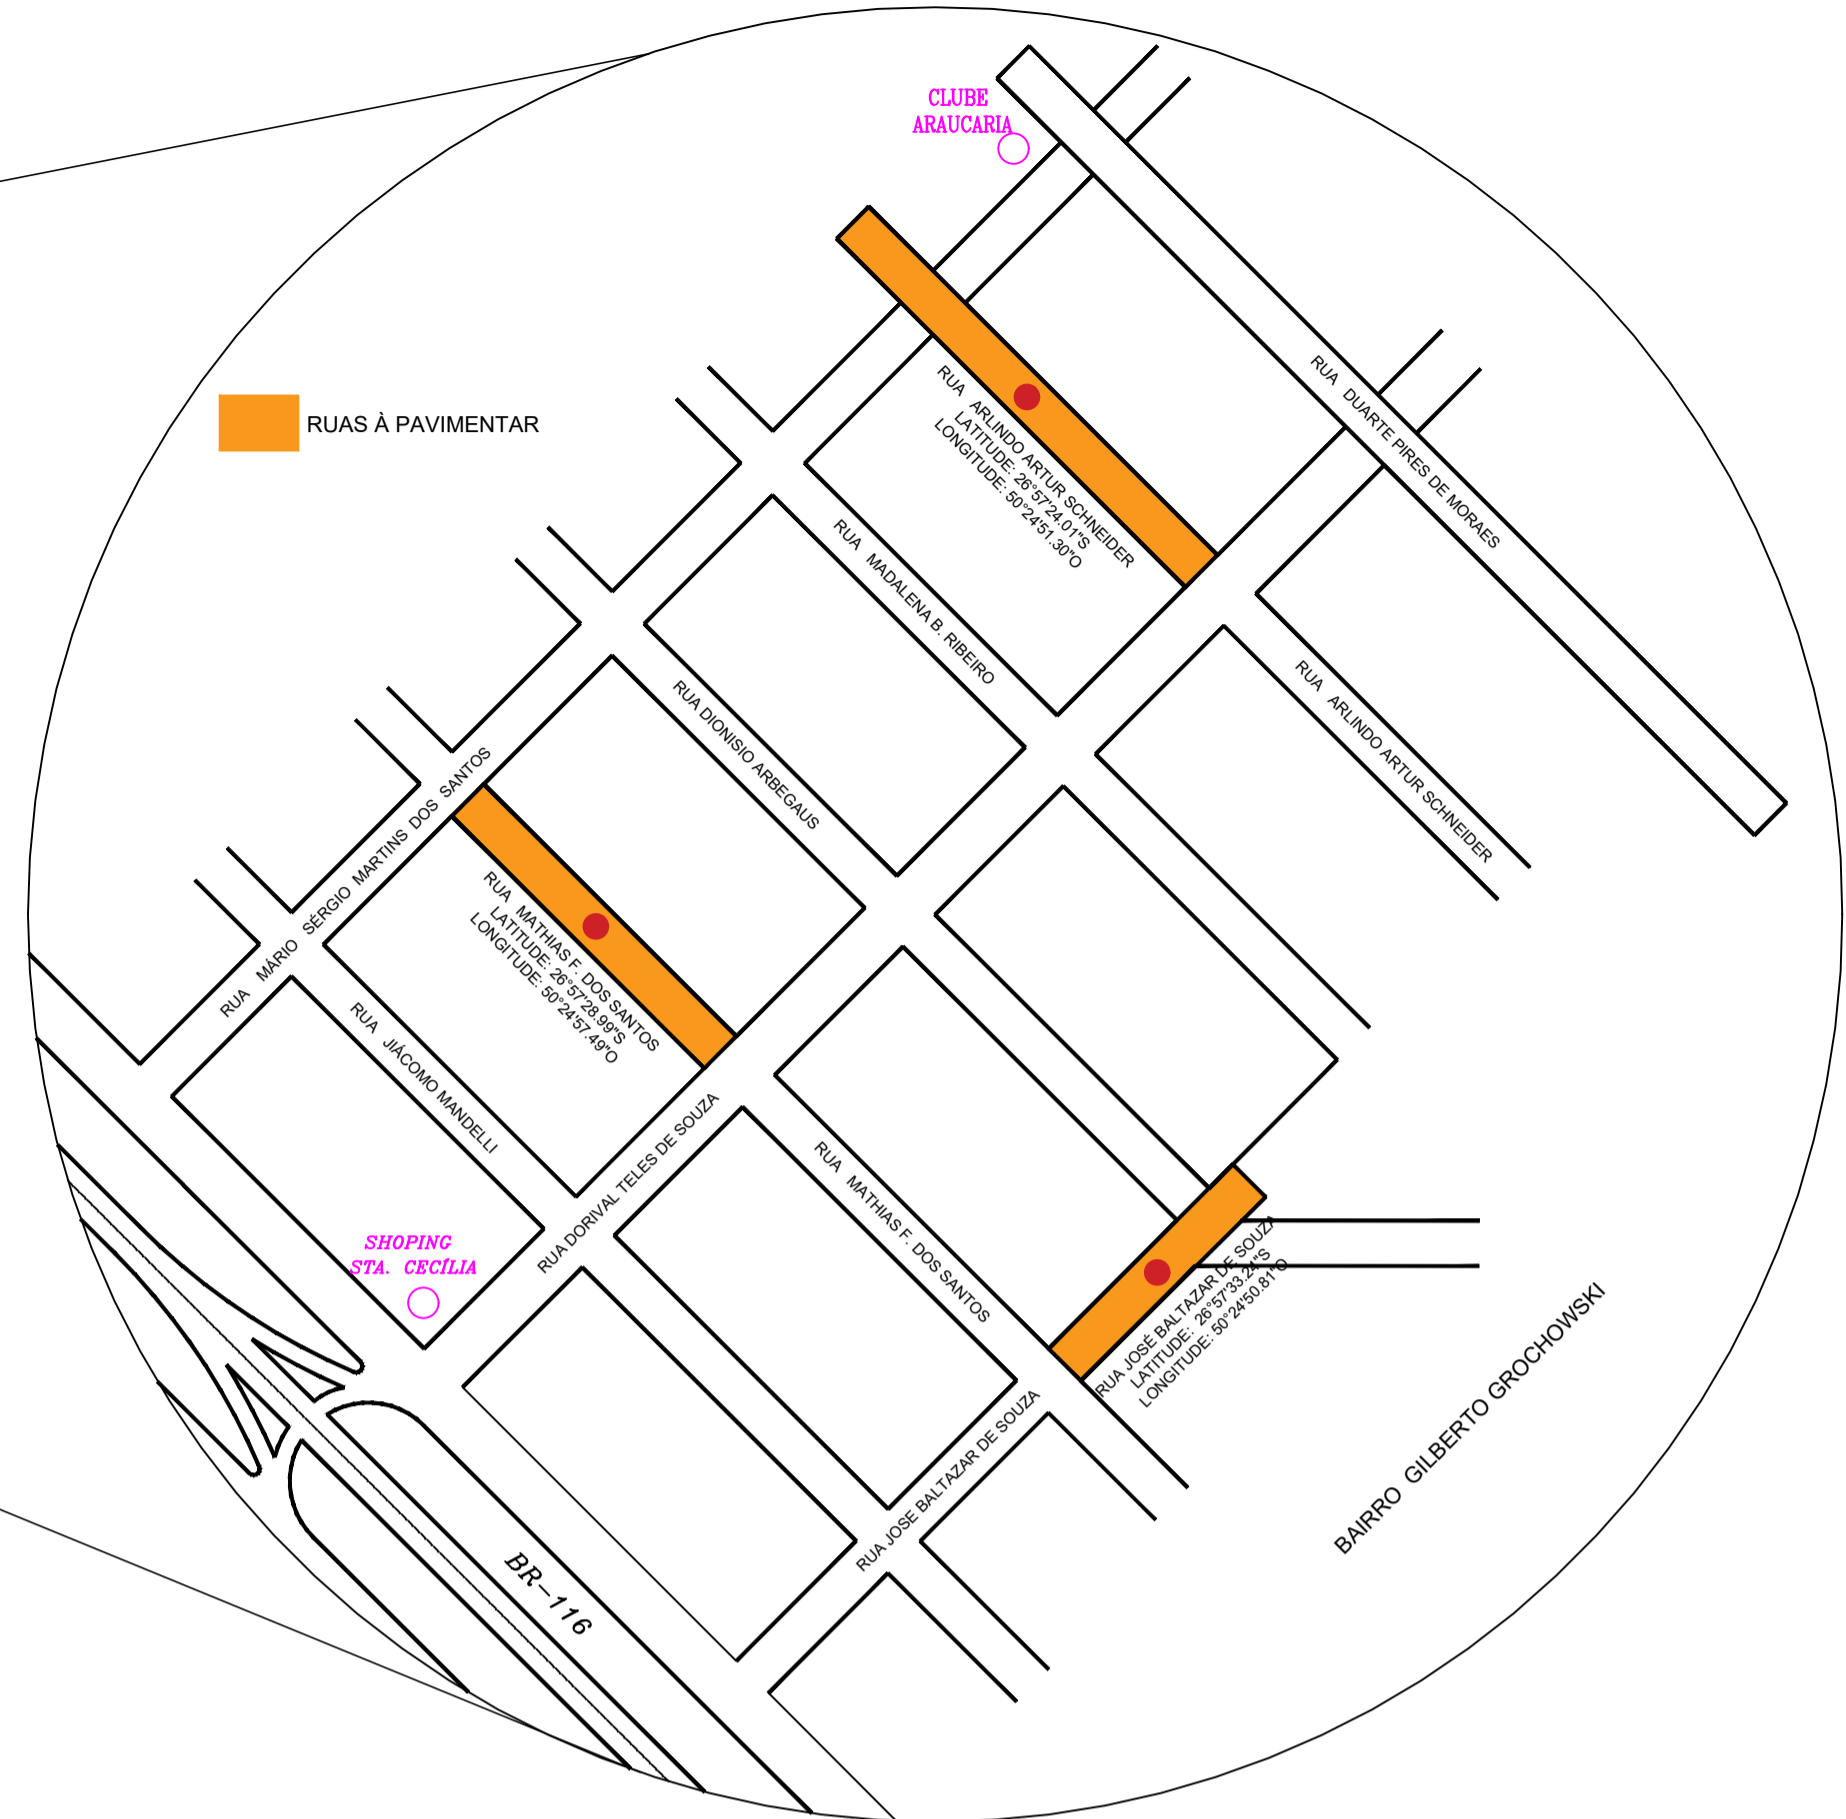 CLUBE
ARAUCARIA
RUAS À PAVIMENTAR
RUA DUARTE PIRES DE MORAES
RUA ARLINDO ARTUR SCHNEIDER
LATITUDE: 26°57'24.01"S
LONGITUDE: 50°24'51.30"O
RUA MADALENA B. RIBEIRO
RUA ARLINDO ARTUR SCHNEIDER
RUA DIONISIO ARBEGAUS
RUA MÁRIO SÉRGIO MARTINS DOS SANTOS
RUA MATHIAS F. DOS SANTOS
LATITUDE: 26°57'28.99"S
LONGITUDE: 50°24'57.49"O
RUA JIÁCOMO MANDELLI
RUA DORIVAL TELES DE SOUZA
RUA MATHIAS F. DOS SANTOS
SHOPING
STA. CECÍLIA
RUA JOSÉ BALTAZAR DE SOUZA
LATITUDE: 26°57'33.24"S
LONGITUDE: 50°24'50.81"O
RUA JOSE BALTAZAR DE SOUZA
BAIRRO GILBERTO GROCHOWSKI
BR-116